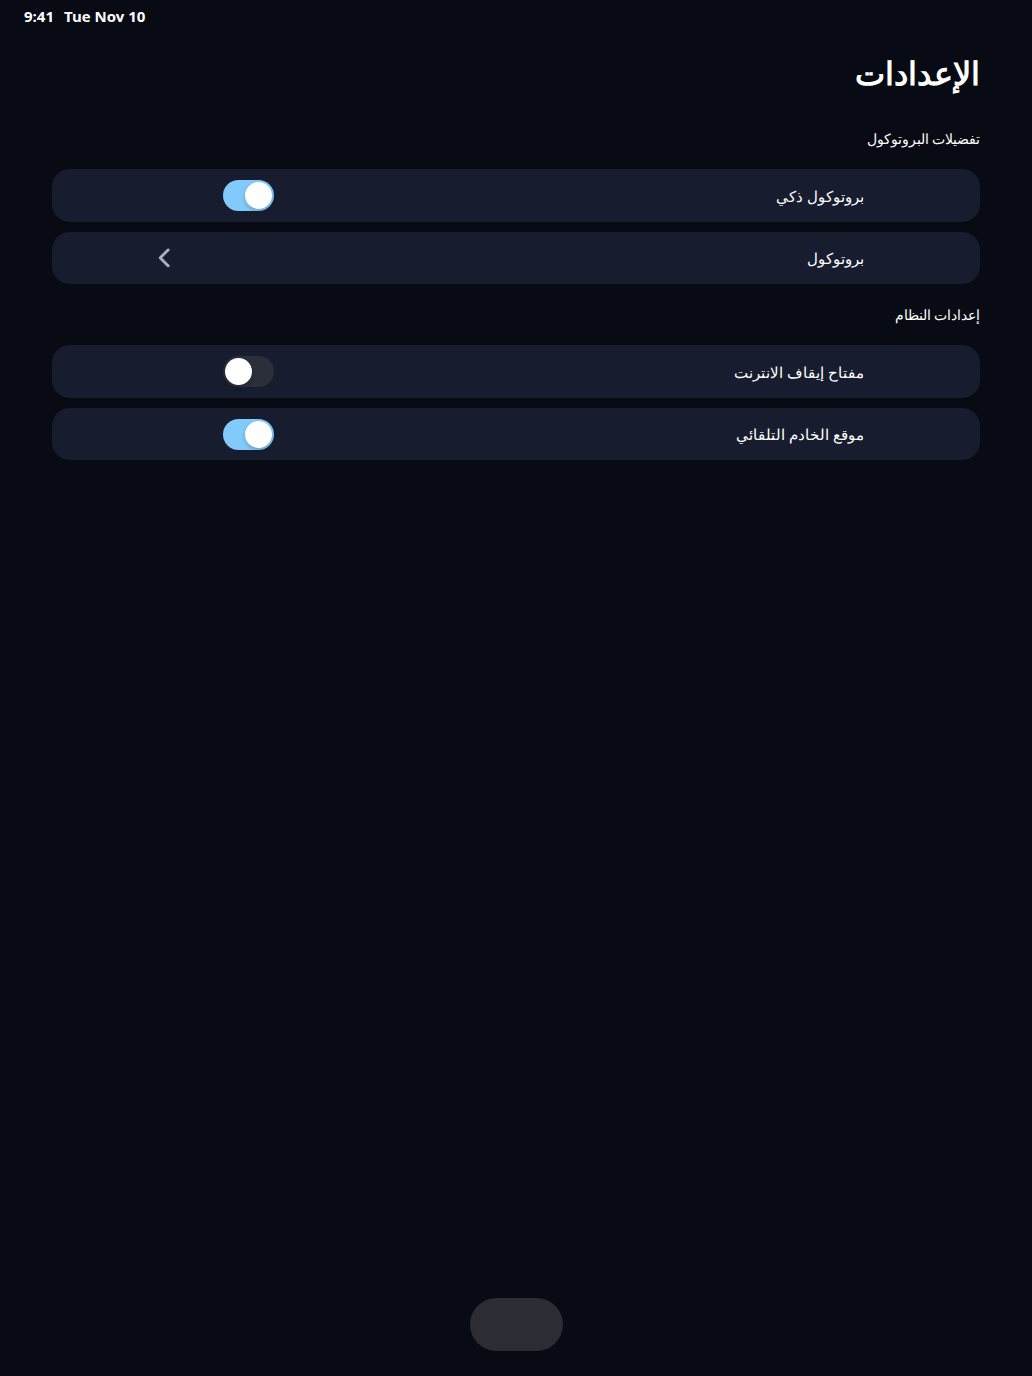 9:41 Tue Nov 10
الإعدادات
تفضيلات البروتوكول
بروتوكول ذكي
بروتوكول
إعدادات النظام
مفتاح إيقاف الانترنت
موقع الخادم التلقائي